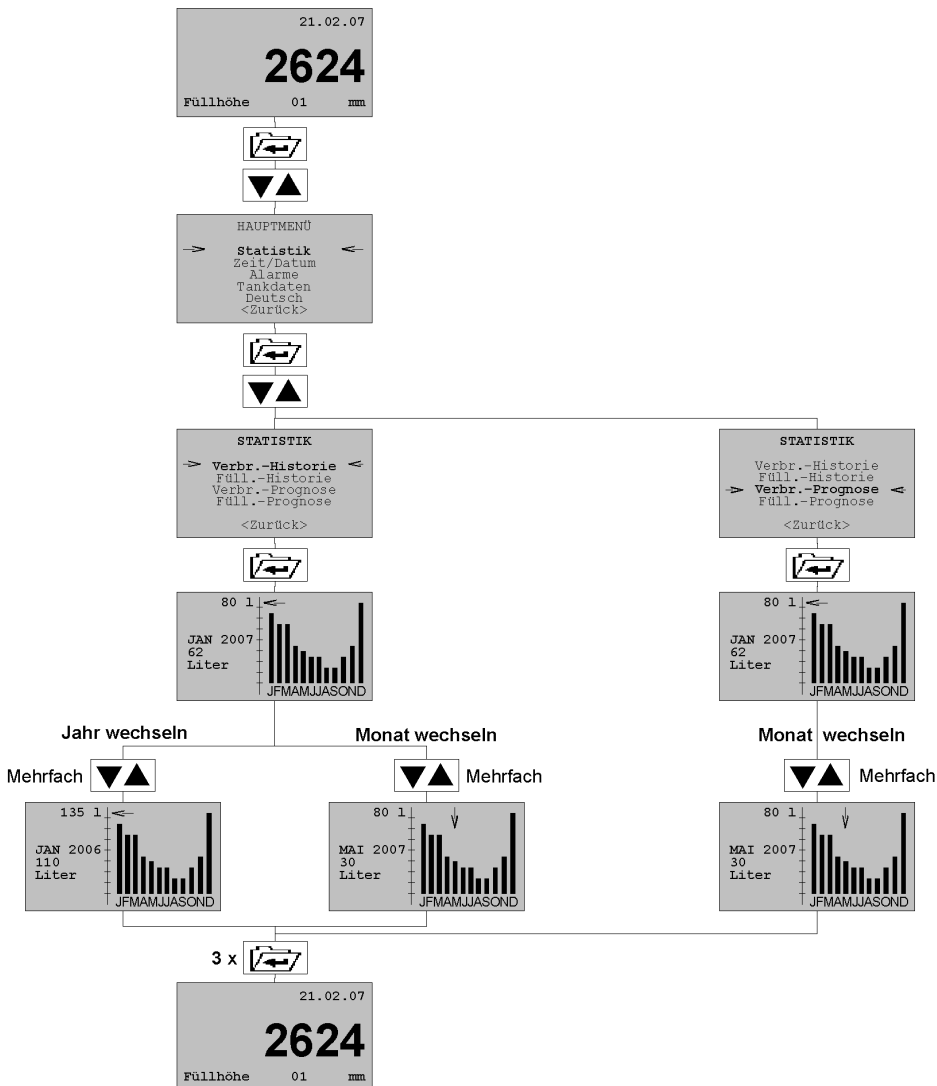 21.02.07
2624
Füllhöhe 01 mm
HAUPTMENÜ
Statistik
Zeit/Datum
Alarme
Tankdaten
Deutsch
<Zurück>
STATISTIK
Verbr.-Historie
Füll.-Historie
Verbr.-Prognose
Füll.-Prognose
<Zurück>
STATISTIK
Verbr.-Historie
Füll.-Historie
Verbr.-Prognose
Füll.-Prognose
<Zurück>
80 l
JAN 2007
62
Liter
JFMAMJJASOND
80 l
JAN 2007
62
Liter
JFMAMJJASOND
Jahr wechseln
Monat wechseln
Monat wechseln
Mehrfach
Mehrfach
Mehrfach
135 l
JAN 2006
110
Liter
JFMAMJJASOND
80 l
MAI 2007
30
Liter
JFMAMJJASOND
80 l
MAI 2007
30
Liter
JFMAMJJASOND
3 x
21.02.07
2624
Füllhöhe 01 mm